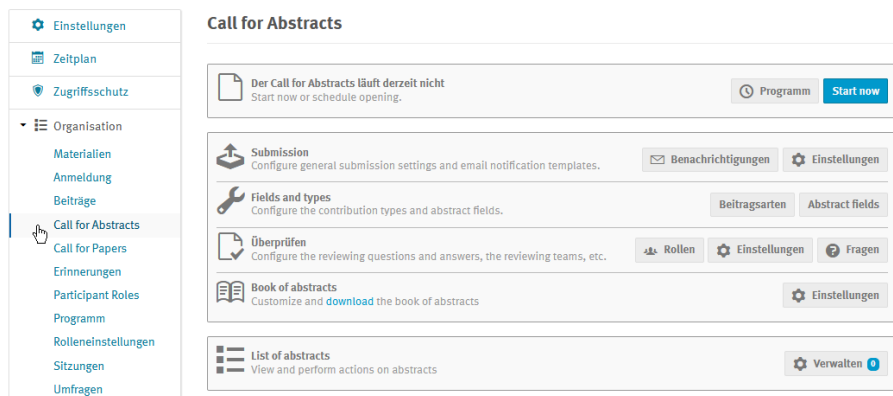 Einstellungen
Zeitplan
Zugriffsschutz
Organisation
Materialien
Anmeldung
Beiträge
Call for Abstracts
Call for Papers
Erinnerungen
Participant Roles
Programm
Rolleneinstellungen
Sitzungen
Umfragen
Call for Abstracts
Der Call for Abstracts läuft derzeit nicht
Start now or schedule opening.
Programm Start now
Submission
Configure general submission settings and email notification templates.
Benachrichtigungen Einstellungen
Fields and types
Configure the contribution types and abstract fields.
Beitragsarten Abstract fields
Überprüfen
Configure the reviewing questions and answers, the reviewing teams, etc.
Rollen Einstellungen Fragen
Book of abstracts
Customize and download the book of abstracts
Einstellungen
List of abstracts
View and perform actions on abstracts
Verwalten 0